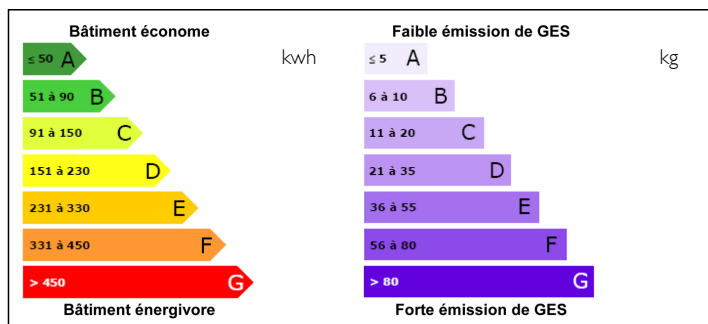 Bâtiment économe
kwh
≤ 50 A
51 à 90 B
91 à 150 C
151 à 230 D
231 à 330 E
331 à 450 F
> 450 G
Bâtiment énergivore
Faible émission de GES
kg
≤ 5 A
6 à 10 B
11 à 20 C
21 à 35 D
36 à 55 E
56 à 80 F
> 80 G
Forte émission de GES